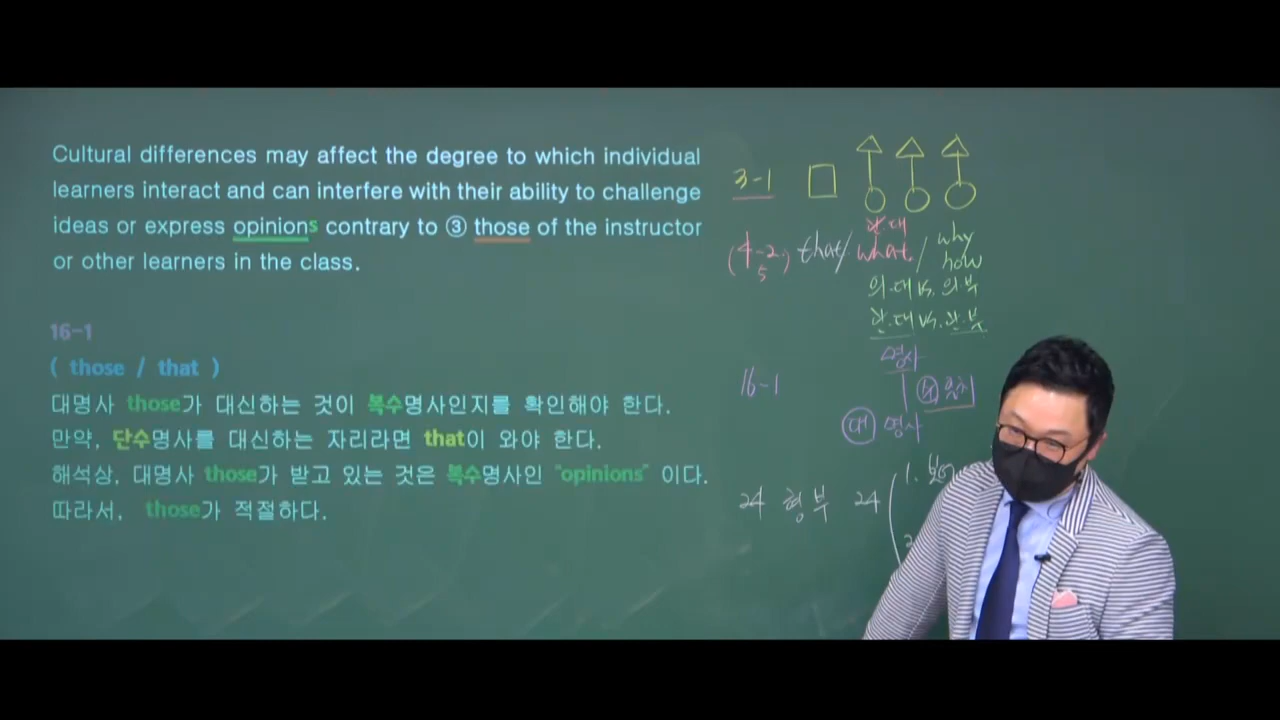 Cultural differences may affect the degree to which individual
learners interact and can interfere with their ability to challenge
ideas or express opinions contrary to ③ those of the instructor
or other learners in the class.
16-1
( those / that )
대명사 those가 대신하는 것이 복수명사인지를 확인해야 한다.
만약, 단수명사를 대신하는 자리라면 that이 와야 한다.
해석상, 대명사 those가 받고 있는 것은 복수명사인 "opinions" 이다.
따라서, those가 적절하다.
3-1
관.대
that / what / why
how
의.대 vs. 의.부
관.대 vs. 관.부
명사
16-1
대 명사
24 형 부 24
1.
2